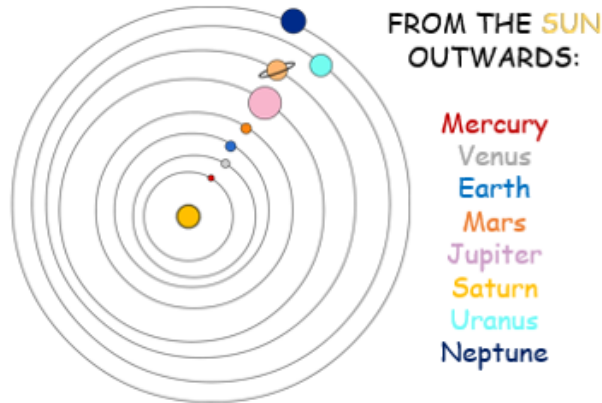 FROM THE SUN
OUTWARDS:
Mercury
Venus
Earth
Mars
Jupiter
Saturn
Uranus
Neptune